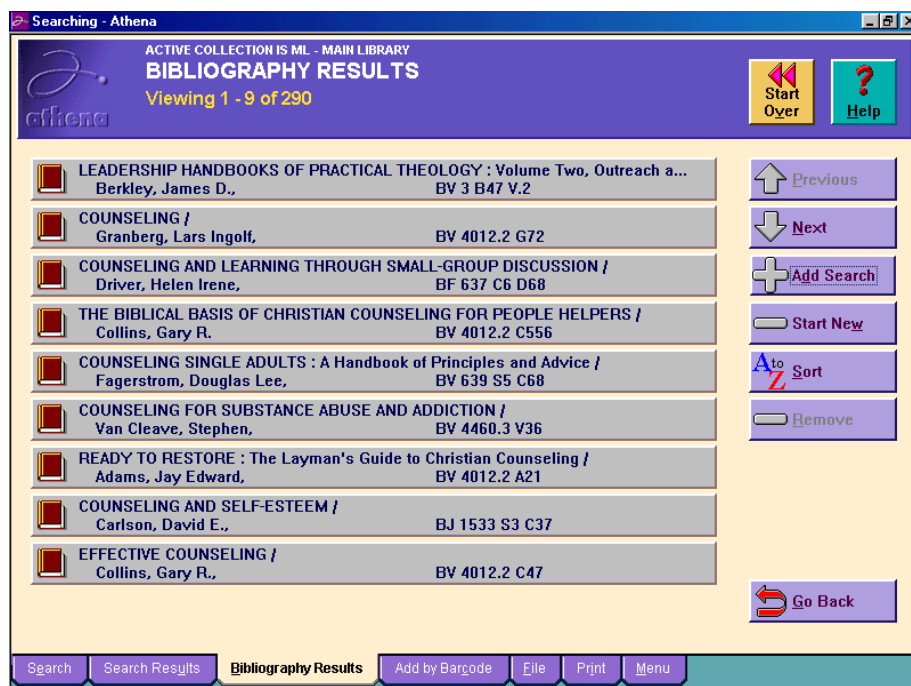 Searching - Athena
athena
ACTIVE COLLECTION IS ML - MAIN LIBRARY
BIBLIOGRAPHY RESULTS
Viewing 1 - 9 of 290
Start Over
Help
LEADERSHIP HANDBOOKS OF PRACTICAL THEOLOGY : Volume Two, Outreach a...
Berkley, James D., BV 3 B47 V.2
COUNSELING /
Granberg, Lars Ingolf, BV 4012.2 G72
COUNSELING AND LEARNING THROUGH SMALL-GROUP DISCUSSION /
Driver, Helen Irene, BF 637 C6 D68
THE BIBLICAL BASIS OF CHRISTIAN COUNSELING FOR PEOPLE HELPERS /
Collins, Gary R. BV 4012.2 C556
COUNSELING SINGLE ADULTS : A Handbook of Principles and Advice /
Fagerstrom, Douglas Lee, BV 639 S5 C68
COUNSELING FOR SUBSTANCE ABUSE AND ADDICTION /
Van Cleave, Stephen, BV 4460.3 V36
READY TO RESTORE : The Layman's Guide to Christian Counseling /
Adams, Jay Edward, BV 4012.2 A21
COUNSELING AND SELF-ESTEEM /
Carlson, David E., BJ 1533 S3 C37
EFFECTIVE COUNSELING /
Collins, Gary R., BV 4012.2 C47
Previous
Next
Add Search
Start New
A to Z Sort
Remove
Go Back
Search Search Results Bibliography Results Add by Barcode File Print Menu